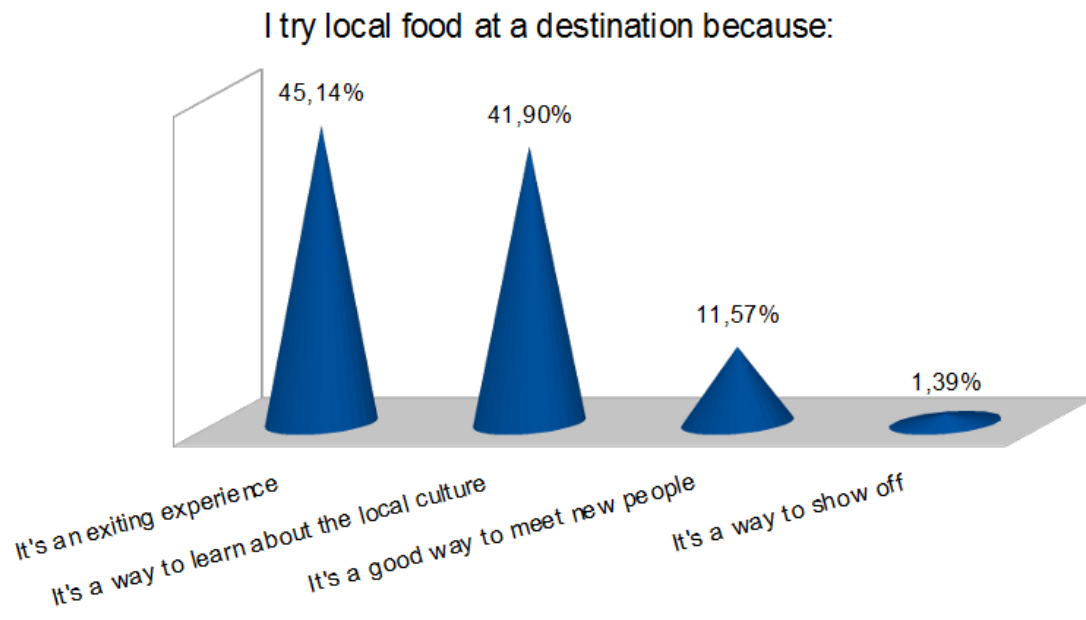 I try local food at a destination because:
45,14%
41,90%
11,57%
1,39%
It's an exiting experience
It's a way to learn about the local culture
It's a good way to meet new people
It's a way to show off